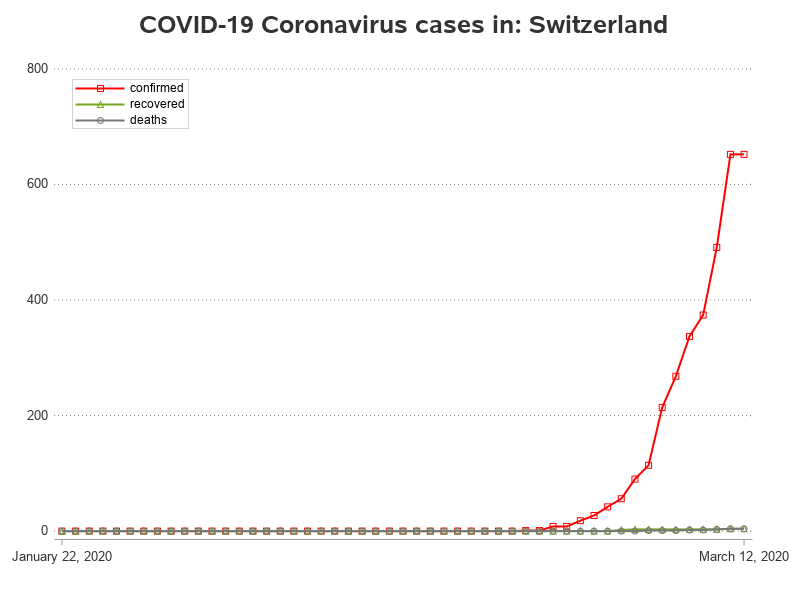 COVID-19 Coronavirus cases in: Switzerland
800
confirmed
recovered
deaths
600
400
200
0
January 22, 2020
March 12, 2020